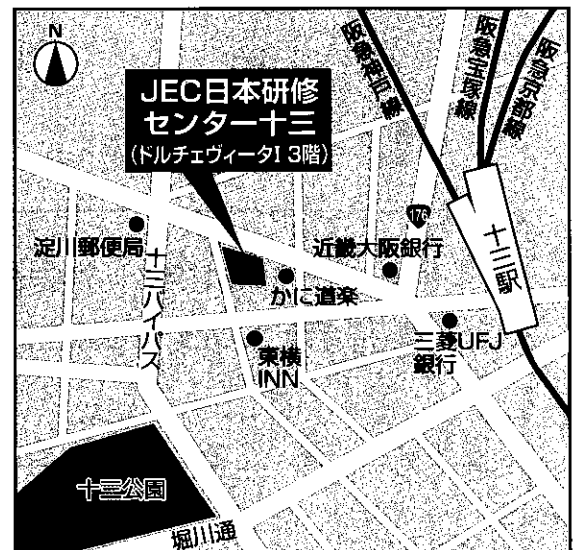 N
JEC日本研修
センター十三
(ドルチェヴィータI 3階)
阪急神戸線
阪急宝塚線
阪急京都線
176
十三駅
淀川郵便局
十三バイパス
近畿大阪銀行
かに道楽
三菱UFJ
銀行
東横
INN
十三公園
堀川通